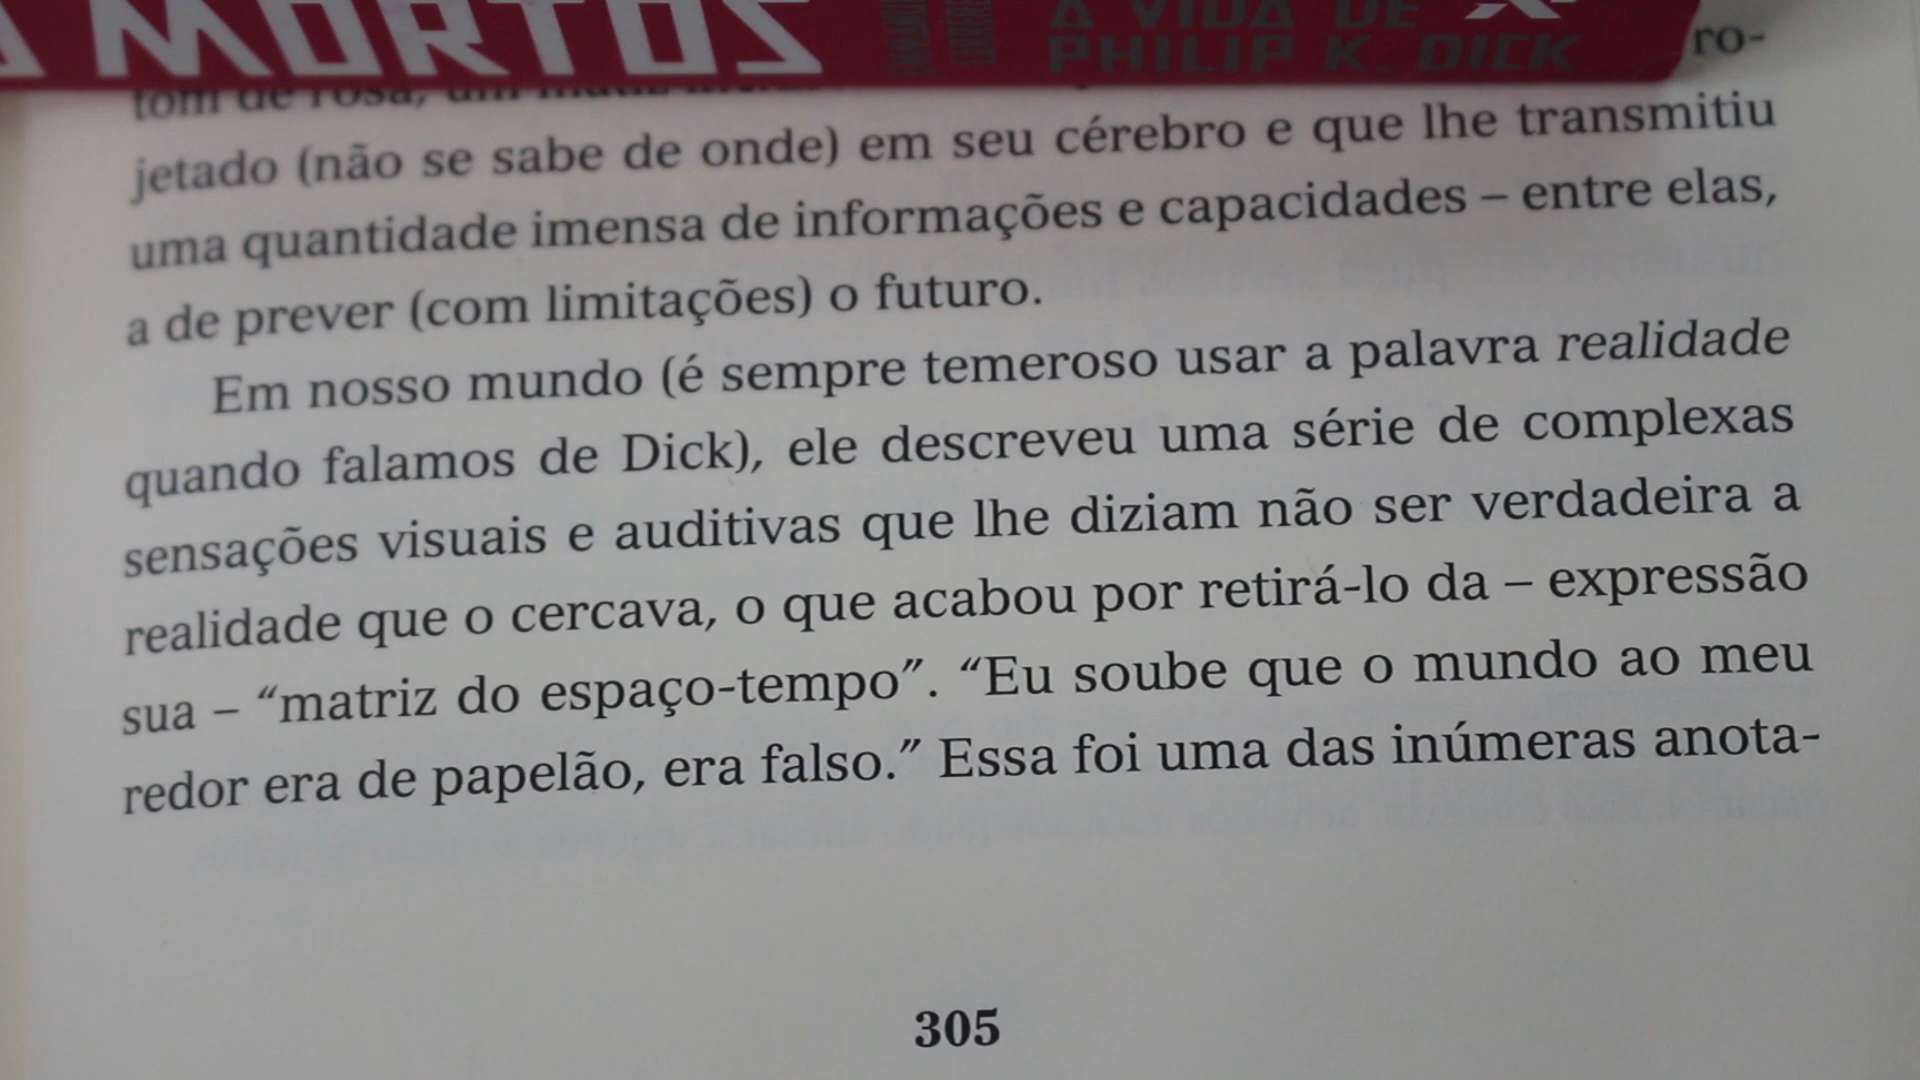 MORTOS
A VIDA DE
PHILIP K. DICK
ro-
tom de rosa, um
jetado (não se sabe de onde) em seu cérebro e que lhe transmitiu
uma quantidade imensa de informações e capacidades – entre elas,
a de prever (com limitações) o futuro.
Em nosso mundo (é sempre temeroso usar a palavra realidade
quando falamos de Dick), ele descreveu uma série de complexas
sensações visuais e auditivas que lhe diziam não ser verdadeira a
realidade que o cercava, o que acabou por retirá-lo da – expressão
sua – “matriz do espaço-tempo”. “Eu soube que o mundo ao meu
redor era de papelão, era falso.” Essa foi uma das inúmeras anota-
305